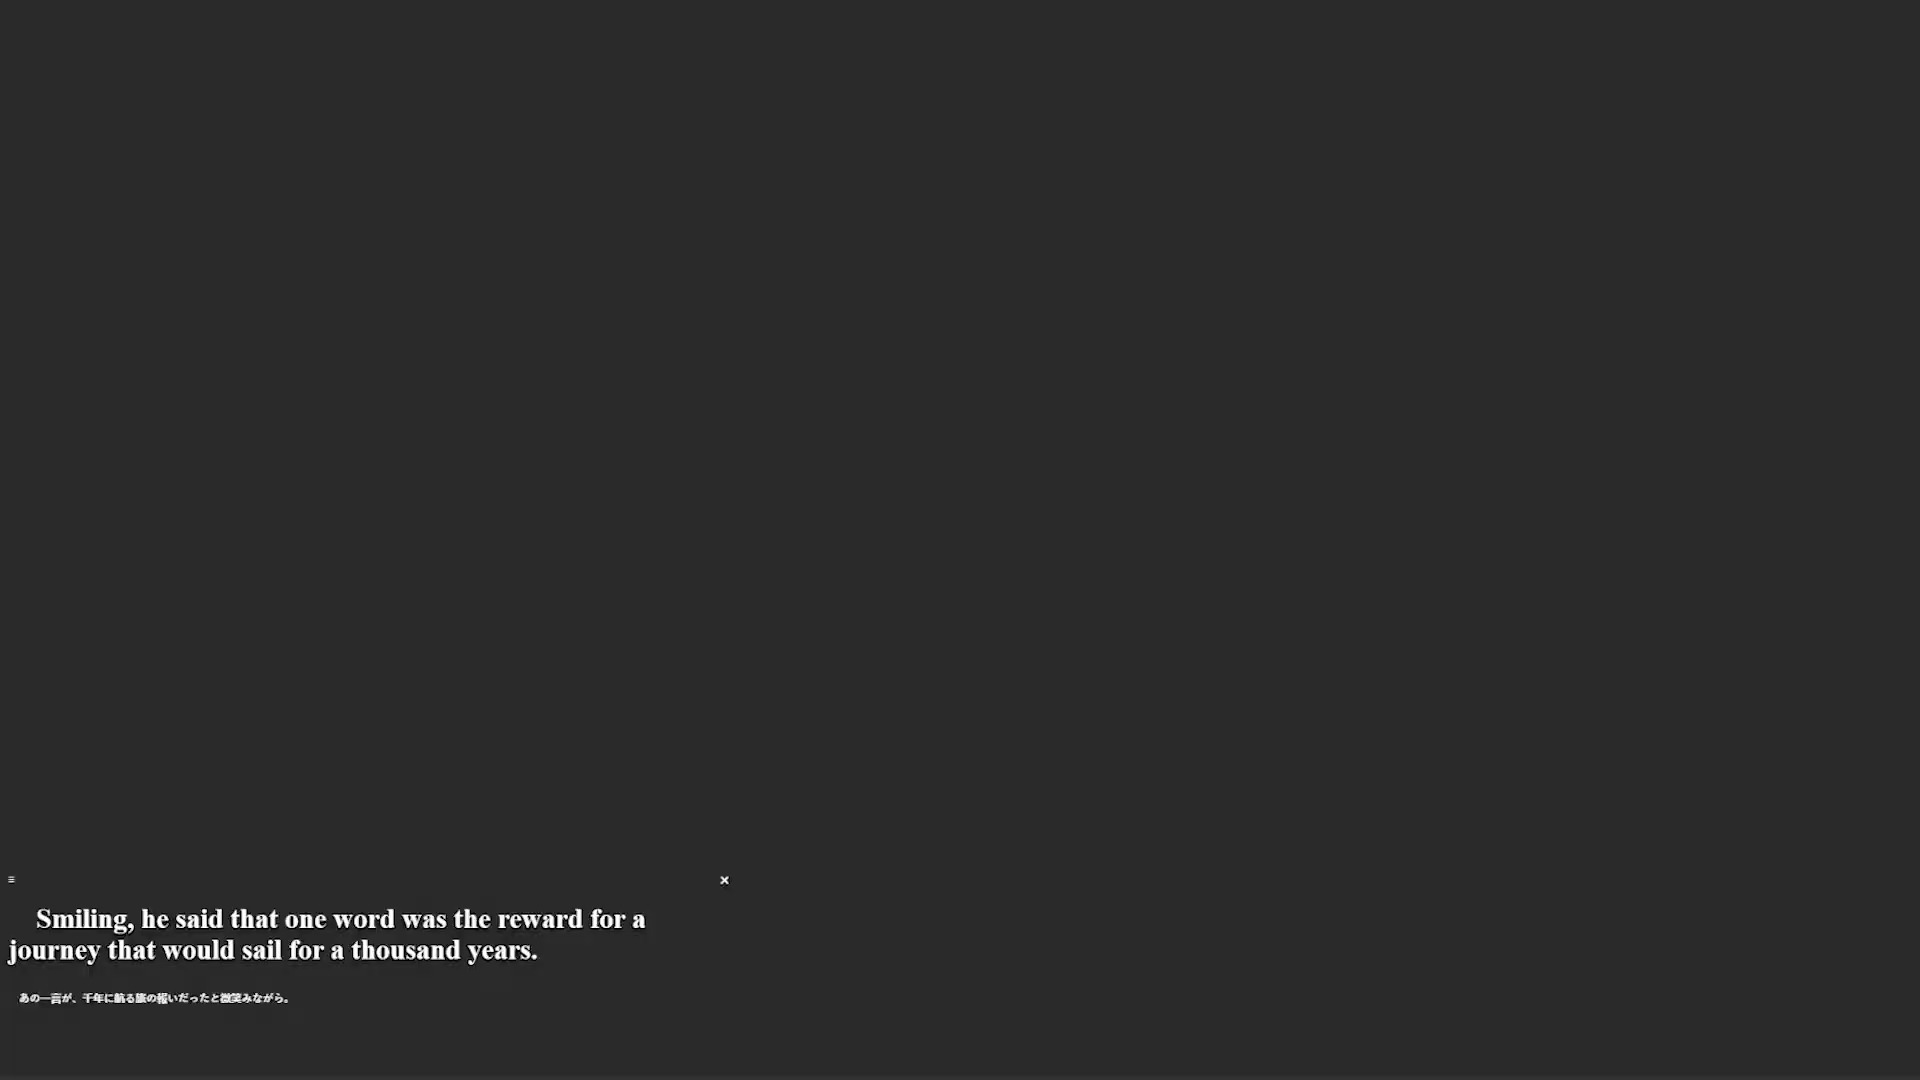 Smiling, he said that one word was the reward for a
journey that would sail for a thousand years.
あの一言が、千年に航る旅の報いだったと微笑みながら。